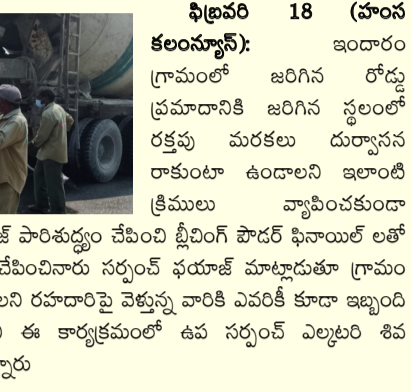 ఫిబ్రవరి 18 (హంస
కలంన్యూస్): ఇందారం
గ్రామంలో జరిగిన రోడ్డు
ప్రమాదానికి జరిగిన స్థలంలో
రక్తపు మరకలు దుర్వాసన
రాకుంటా ఉండాలని ఇలాంటి
క్రిములు వ్యాపించకుండా
జ్ పారిశుద్ధ్యం చేపించి బ్లీచింగ్ పౌడర్ ఫినాయిల్ లతో
చేపించినారు సర్పంచ్ ఫయాజ్ మాట్లాడుతూ గ్రామం
లని రహదారిపై వెళ్తున్న వారికి ఎవరికీ కూడా ఇబ్బంది
ఈ కార్యక్రమంలో ఉప సర్పంచ్ ఎల్కటరి శివ
న్నారు